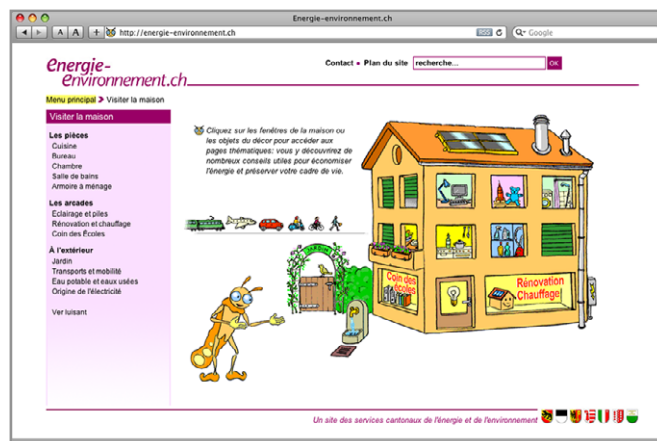 Energie-environnement.ch
A A + http://energie-environnement.ch RSS Google
energie-
environnement.ch
Contact Plan du site recherche... OK
Menu principal > Visiter la maison
Visiter la maison
Les pièces
Cuisine
Bureau
Chambre
Salle de bains
Armoire à ménage
Les arcades
Eclairage et piles
Rénovation et chauffage
Coin des Écoles
À l'extérieur
Jardin
Transports et mobilité
Eau potable et eaux usées
Origine de l'électricité
Ver luisant
Cliquez sur les fenêtres de la maison ou
les objets du décor pour accéder aux
pages thématiques: vous y découvrirez de
nombreux conseils utiles pour économiser
l'énergie et préserver votre cadre de vie.
JARDIN
Coin des
écoles
Rénovation
Chauffage
Un site des services cantonaux de l'énergie et de l'environnement